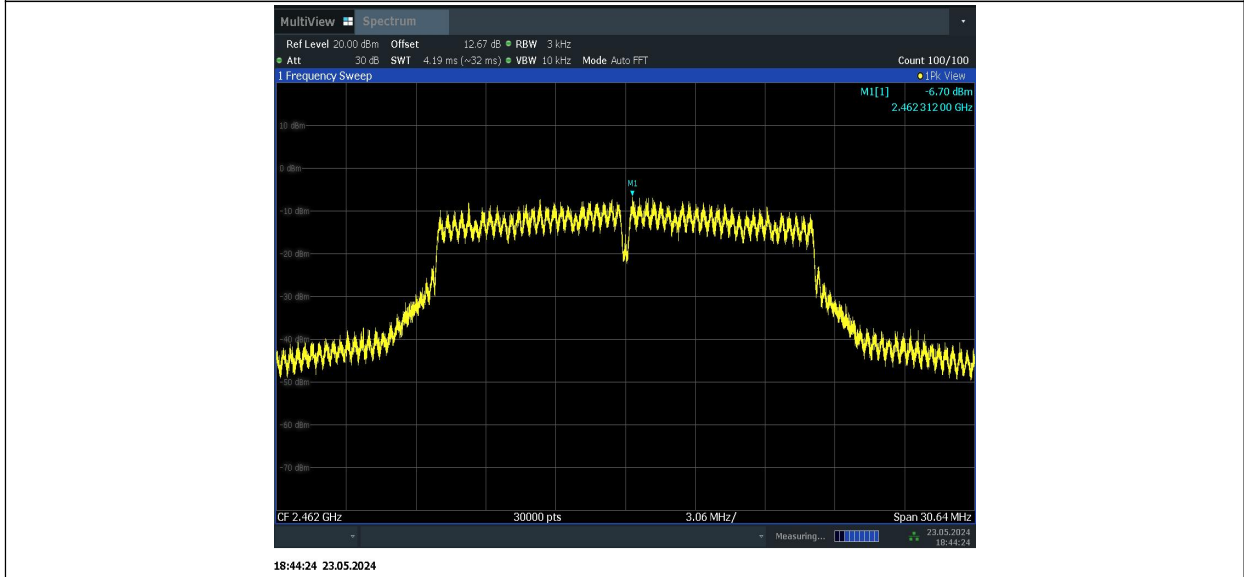 MultiView Spectrum
Ref Level 20.00 dBm Offset 12.67 dB RBW 3 kHz
Att 30 dB SWT 4.19 ms (~32 ms) VBW 10 kHz Mode Auto FFT Count 100/100
1 Frequency Sweep 1Pk View
M1[1] -6.70 dBm
2.462 312 00 GHz
10 dBm
0 dBm
M1
-10 dBm
-20 dBm
-30 dBm
-40 dBm
-50 dBm
-60 dBm
-70 dBm
CF 2.462 GHz 30000 pts 3.06 MHz/ Span 30.64 MHz
Measuring... 23.05.2024
18:44:24
18:44:24 23.05.2024